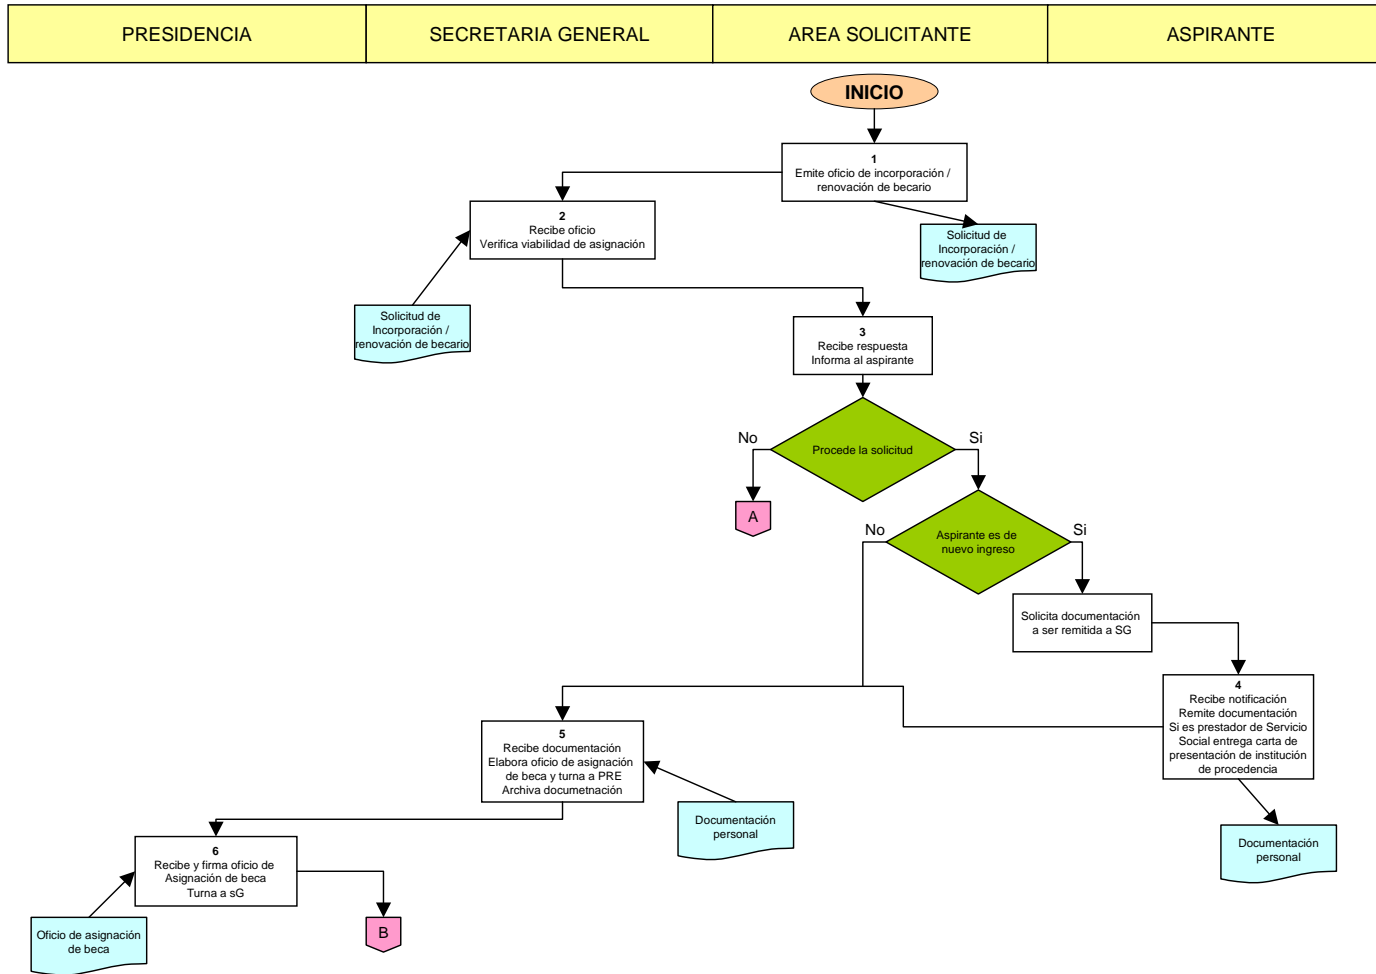 PRESIDENCIA
SECRETARIA GENERAL
AREA SOLICITANTE
ASPIRANTE
INICIO
1
Emite oficio de incorporación /
renovación de becario
2
Recibe oficio
Verifica viabilidad de asignación
Solicitud de
Incorporación /
renovación de becario
Solicitud de
Incorporación /
renovación de becario
3
Recibe respuesta
Informa al aspirante
No
Procede la solicitud
Si
A
No
Aspirante es de
nuevo ingreso
Si
Solicita documentación
a ser remitida a SG
4
Recibe notificación
Remite documentación
Si es prestador de Servicio
Social entrega carta de
presentación de institución
de procedencia
5
Recibe documentación
Elabora oficio de asignación
de beca y turna a PRE
Archiva documetnación
Documentación
personal
Documentación
personal
6
Recibe y firma oficio de
Asignación de beca
Turna a sG
Oficio de asignación
de beca
B